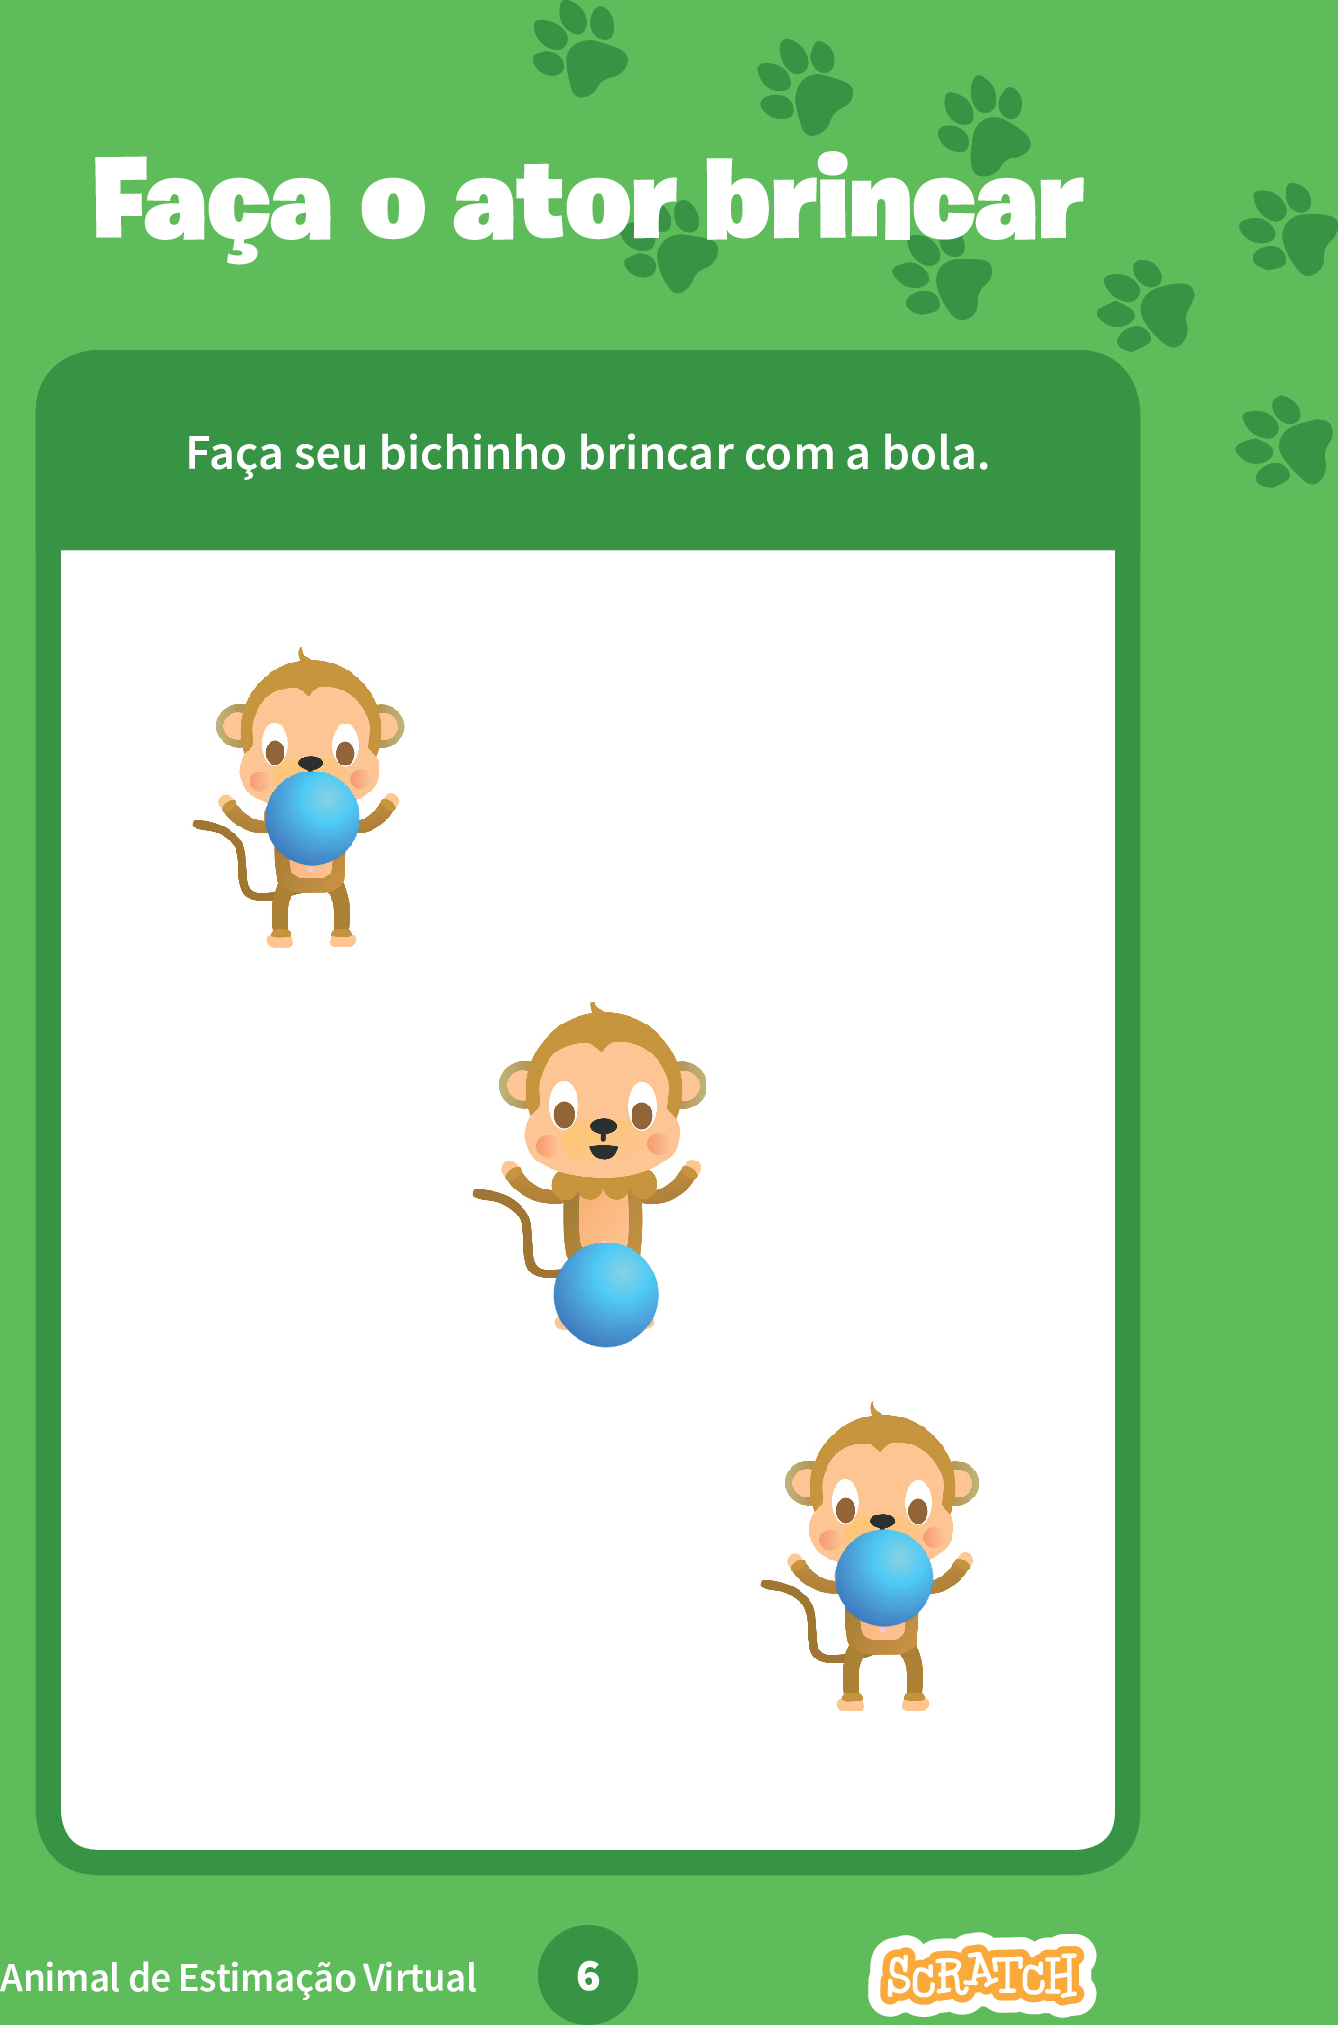 Faça o ator brincar
Faça seu bichinho brincar com a bola.
Animal de Estimação Virtual
6
SCRATCH